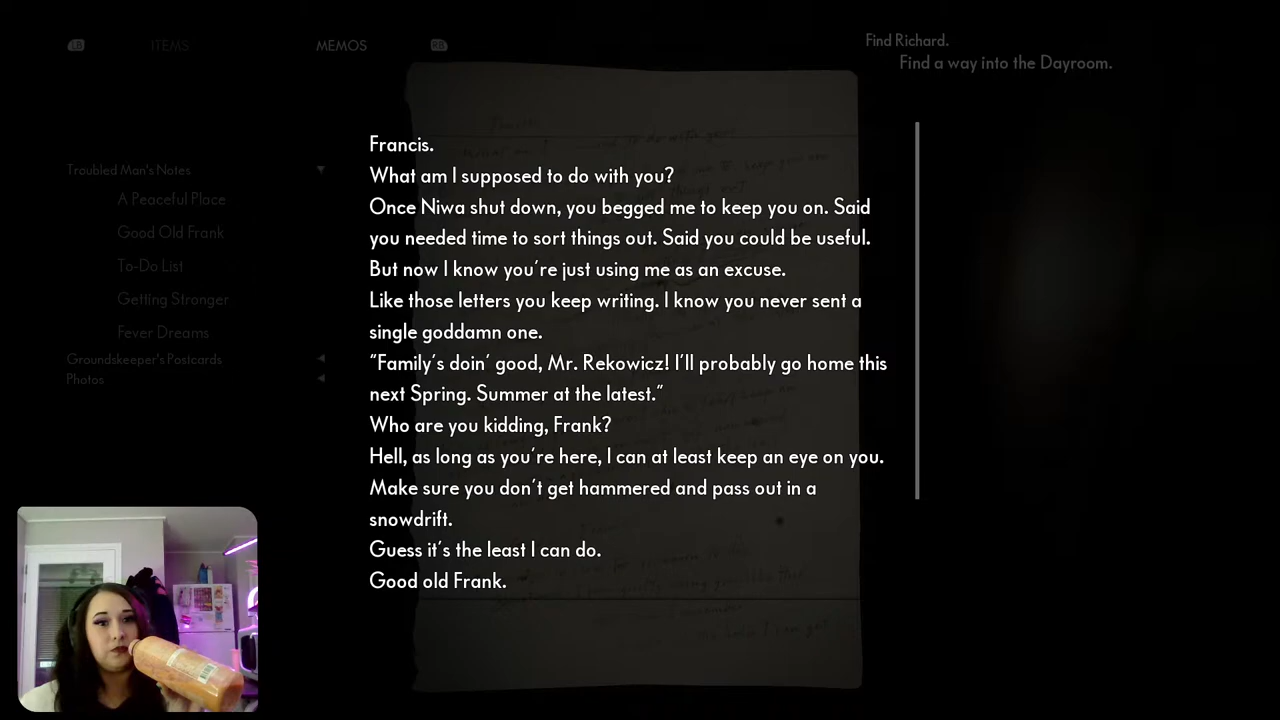 LB
ITEMS
MEMOS
RB
Find Richard.
Find a way into the Dayroom.
Troubled Man's Notes
A Peaceful Place
Good Old Frank
To-Do List
Getting Stronger
Fever Dreams
Groundskeeper's Postcards
Photos
Francis.
What am I supposed to do with you?
Once Niwa shut down, you begged me to keep you on. Said
you needed time to sort things out. Said you could be useful.
But now I know you're just using me as an excuse.
Like those letters you keep writing. I know you never sent a
single goddamn one.
"Family's doin' good, Mr. Rekowicz! I'll probably go home this
next Spring. Summer at the latest."
Who are you kidding, Frank?
Hell, as long as you're here, I can at least keep an eye on you.
Make sure you don't get hammered and pass out in a
snowdrift.
Guess it's the least I can do.
Good old Frank.